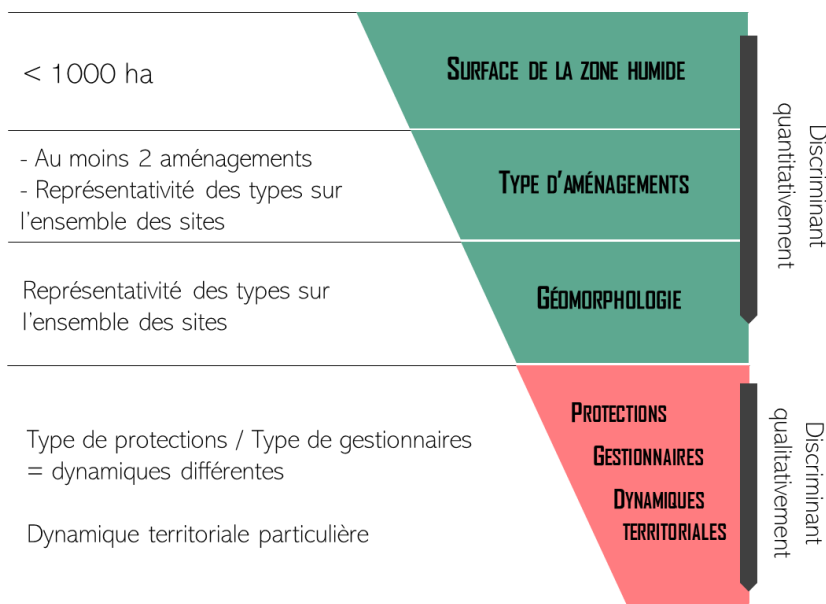 < 1000 ha
SURFACE DE LA ZONE HUMIDE
- Au moins 2 aménagements
- Représentativité des types sur
l'ensemble des sites
TYPE D'AMÉNAGEMENTS
Représentativité des types sur
l'ensemble des sites
GÉOMORPHOLOGIE
Discriminant
quantitativement
Type de protections / Type de gestionnaires
= dynamiques différentes
Dynamique territoriale particulière
PROTECTIONS
GESTIONNAIRES
DYNAMIQUES
TERRITORIALES
Discriminant
qualitativement